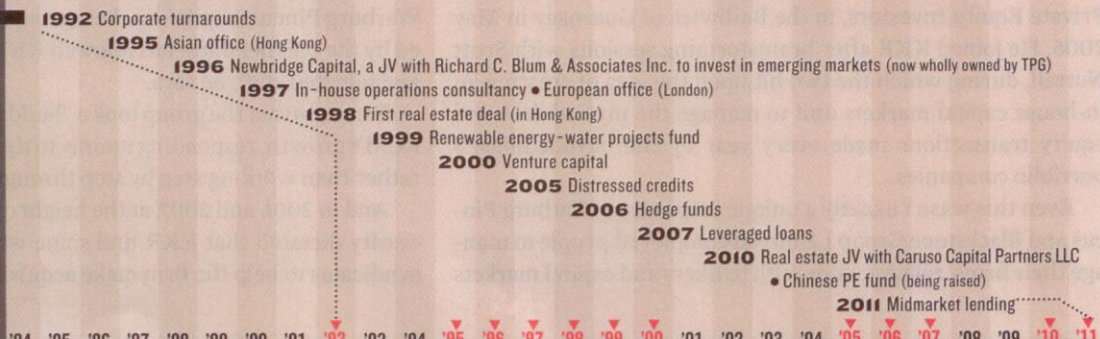 1992 Corporate turnarounds
1995 Asian office (Hong Kong)
1996 Newbridge Capital, a JV with Richard C. Blum & Associates Inc. to invest in emerging markets (now wholly owned by TPG)
1997 In-house operations consultancy • European office (London)
1998 First real estate deal (in Hong Kong)
1999 Renewable energy-water projects fund
2000 Venture capital
2005 Distressed credits
2006 Hedge funds
2007 Leveraged loans
2010 Real estate JV with Caruso Capital Partners LLC
• Chinese PE fund (being raised)
2011 Midmarket lending
'84 '85 '86 '87 '88 '89 '90 '91 '92 '93 '94 '95 '96 '97 '98 '99 '00 '01 '02 '03 '04 '05 '06 '07 '08 '09 '10 '11